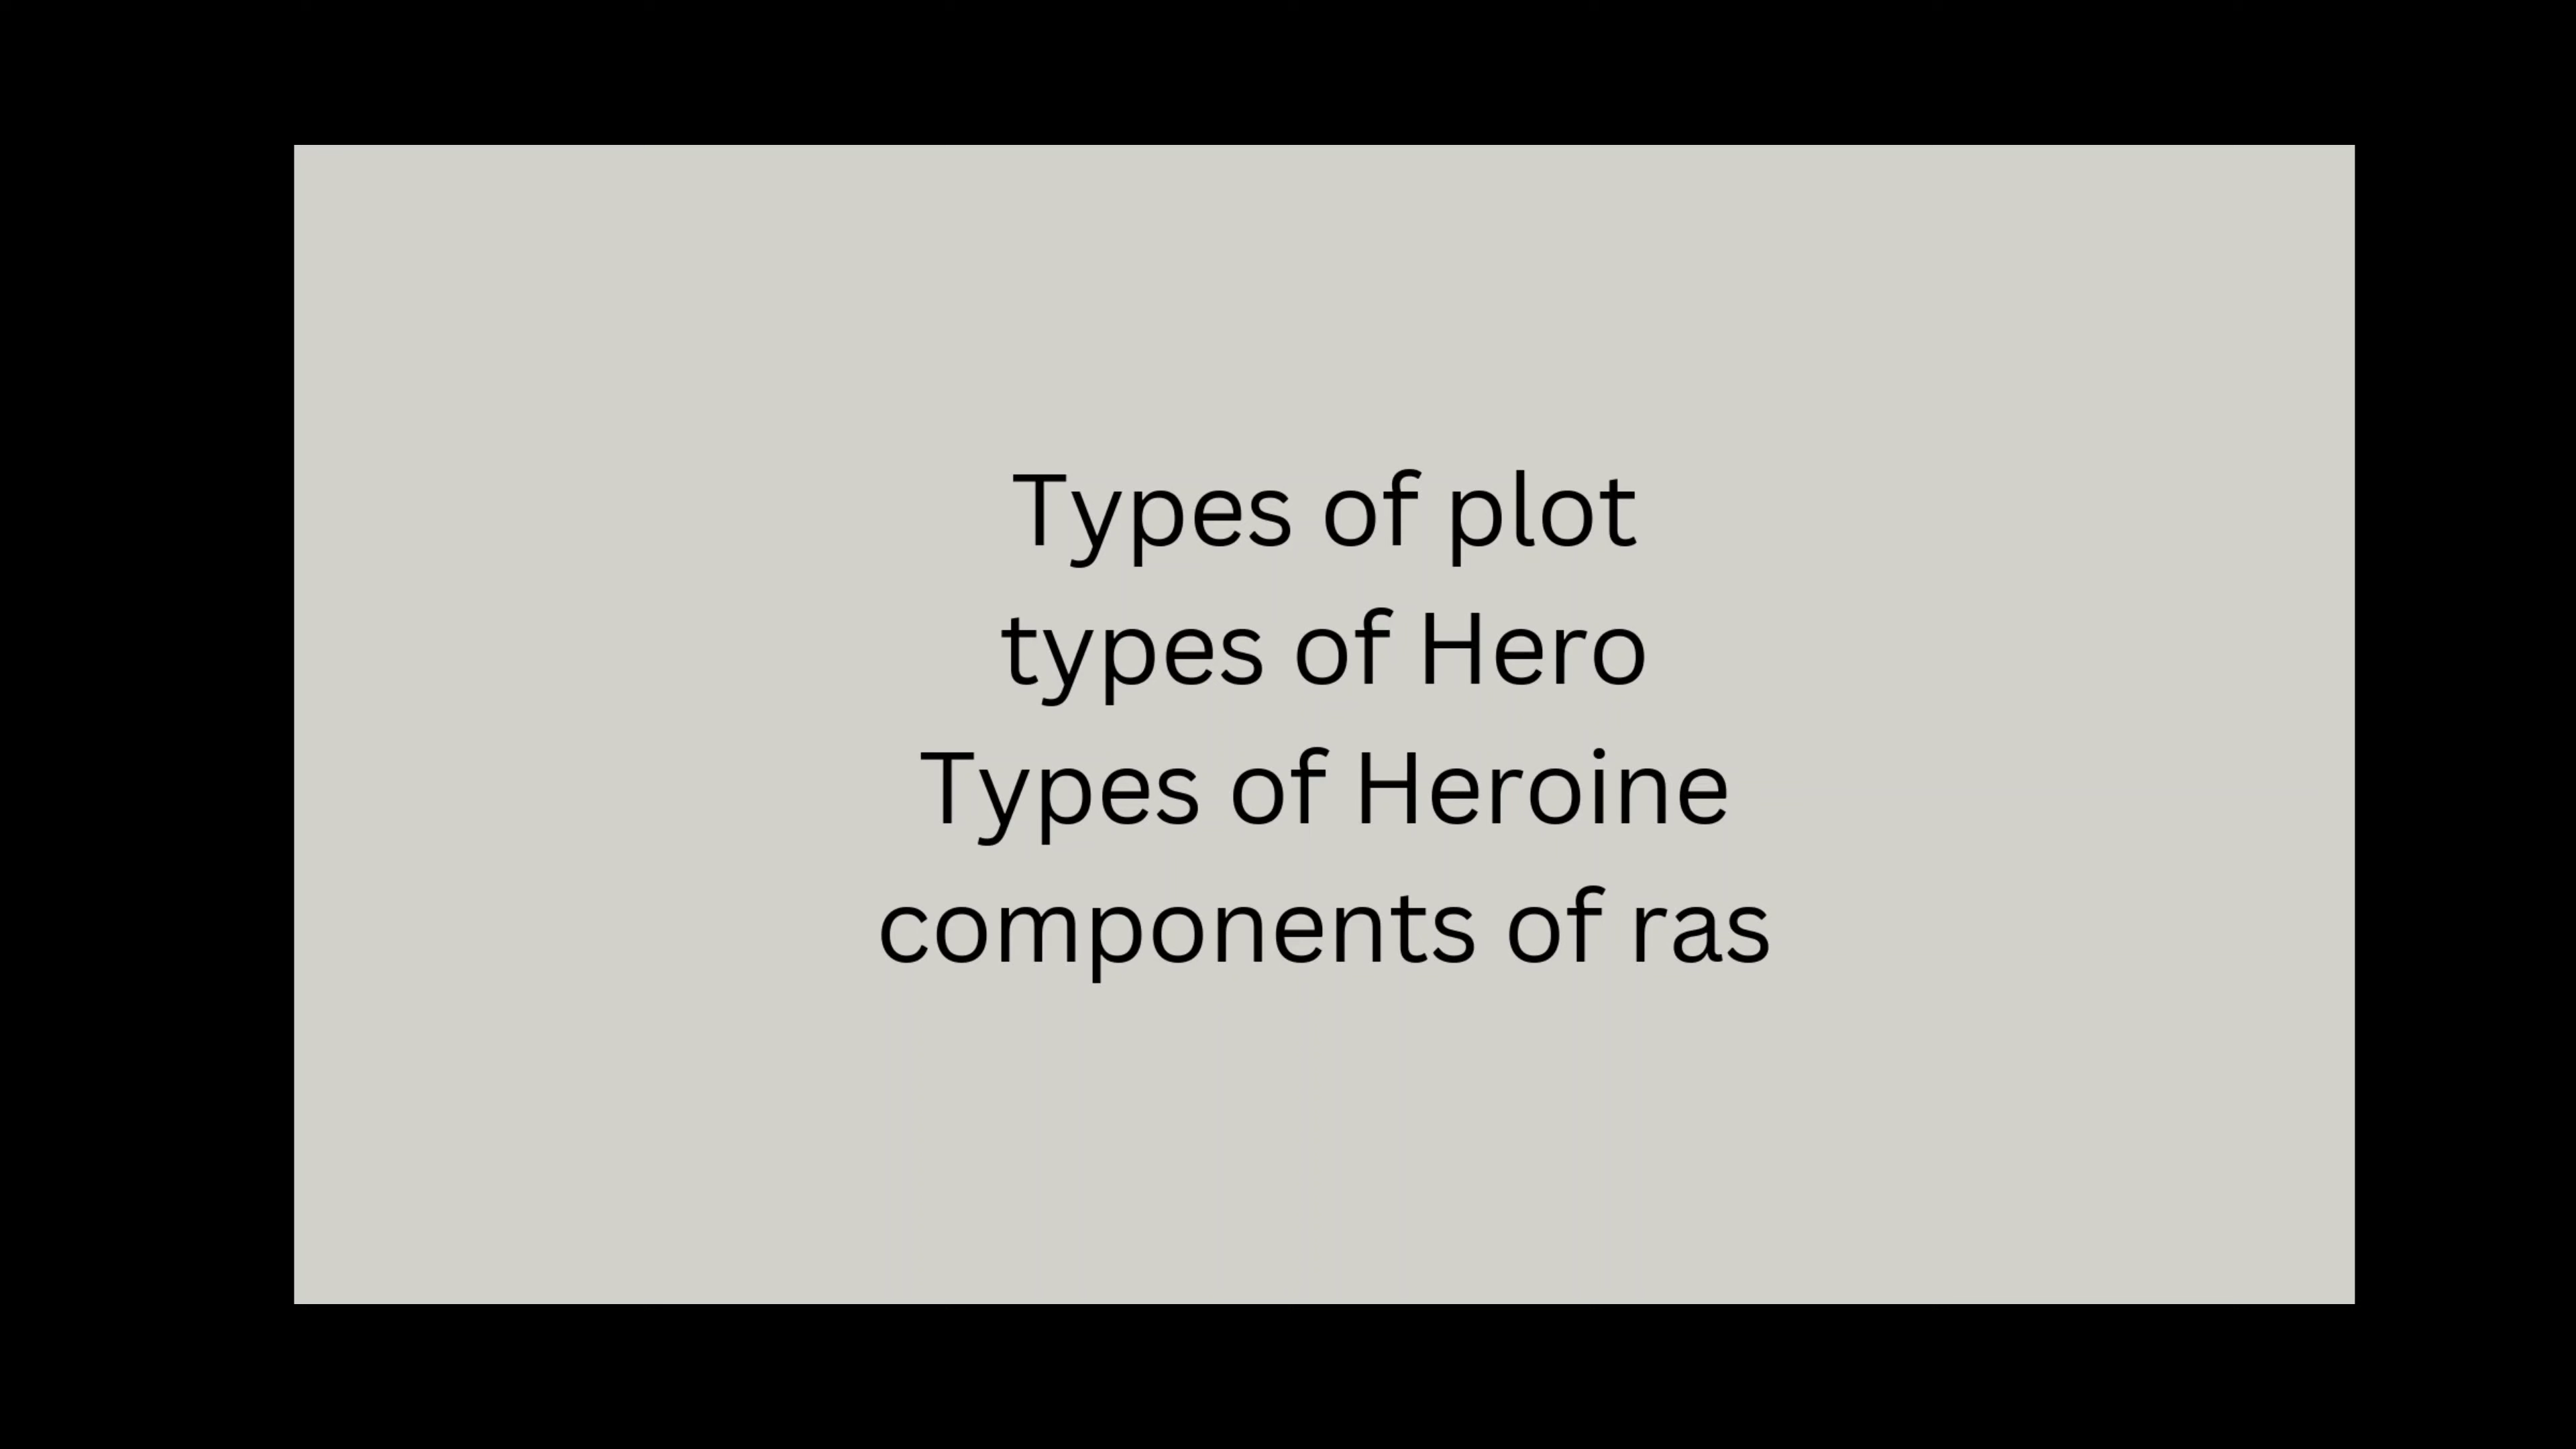 Types of plot
types of Hero
Types of Heroine
components of ras